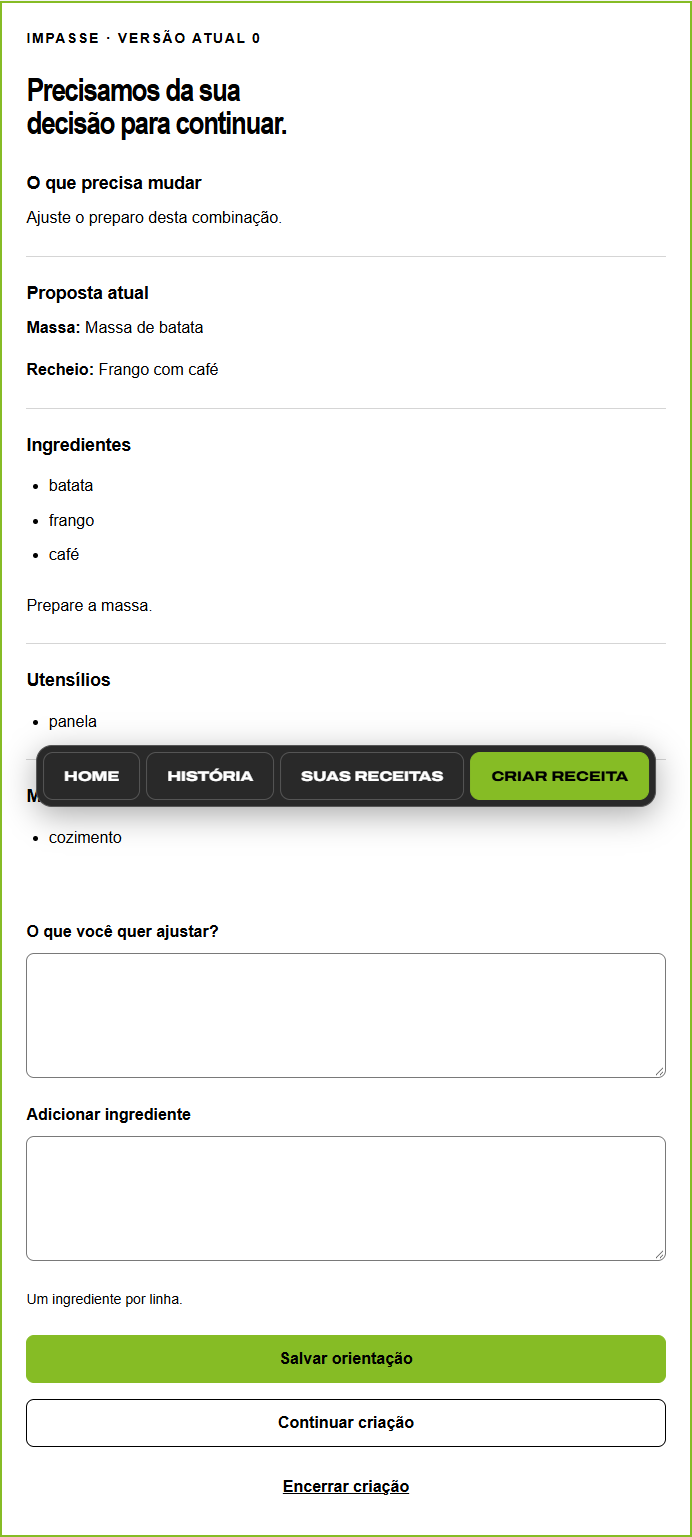 IMPASSE · VERSÃO ATUAL 0
Precisamos da sua
decisão para continuar.
O que precisa mudar
Ajuste o preparo desta combinação.
Proposta atual
Massa: Massa de batata
Recheio: Frango com café
Ingredientes
batata
frango
café
Prepare a massa.
Utensílios
panela
HOME HISTÓRIA SUAS RECEITAS CRIAR RECEITA
cozimento
O que você quer ajustar?
Adicionar ingrediente
Um ingrediente por linha.
Salvar orientação
Continuar criação
Encerrar criação